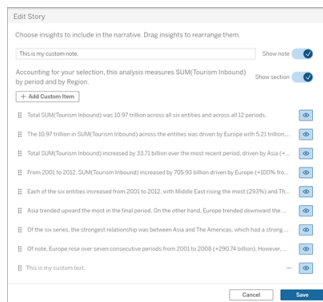 Edit Story
Choose insights to include in the narrative. Drag insights to rearrange them.
This is my custom note.
Show note
Accounting for your selection, this analysis measures SUM(Tourism Inbound)
by period and by Region.
Show section
+ Add Custom Item
Total SUM(Tourism Inbound) was 10.97 trillion across all six entities and across all 12 periods.
The 10.97 trillion in SUM(Tourism Inbound) across the entities was driven by Europe with 5.21 trillion...
Total SUM(Tourism Inbound) increased by 33.71 billion over the most recent period, driven by Asia (+...
From 2001 to 2012, SUM(Tourism Inbound) increased by 705.93 billion driven by Europe (+100% fro...
Each of the six entities increased from 2001 to 2012, with Middle East rising the most (293%) and Th...
Asia trended upward the most in the final period. On the other hand, Europe trended downward the ...
Of the six series, the strongest relationship was between Asia and The Americas, which had a strong ...
Of note, Europe rose over seven consecutive periods from 2001 to 2008 (+290.74 billion). However, ...
This is my custom text.
Cancel
Save